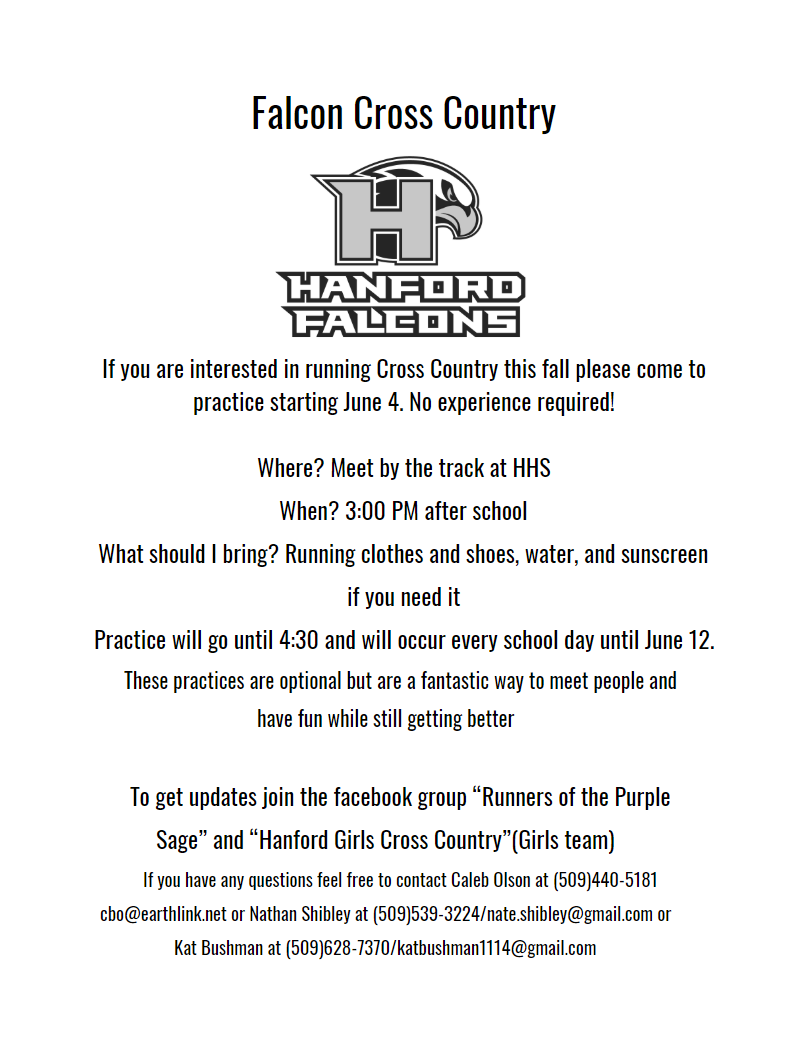 Falcon Cross Country
H
HANFORD
FALCONS
If you are interested in running Cross Country this fall please come to
practice starting June 4. No experience required!
Where? Meet by the track at HHS
When? 3:00 PM after school
What should I bring? Running clothes and shoes, water, and sunscreen
if you need it
Practice will go until 4:30 and will occur every school day until June 12.
These practices are optional but are a fantastic way to meet people and
have fun while still getting better
To get updates join the facebook group “Runners of the Purple
Sage” and “Hanford Girls Cross Country”(Girls team)
If you have any questions feel free to contact Caleb Olson at (509)440-5181
cbo@earthlink.net or Nathan Shibley at (509)539-3224/nate.shibley@gmail.com or
Kat Bushman at (509)628-7370/katbushman1114@gmail.com